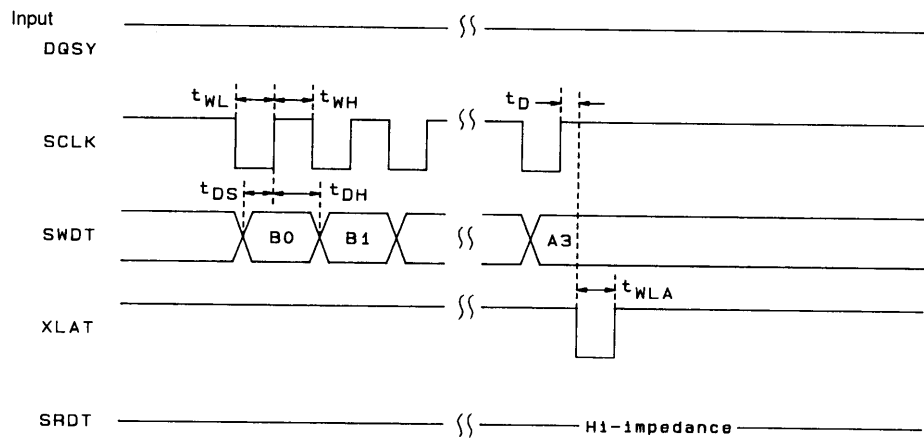 Input
DQSY
tWL
tWH
tD
SCLK
tDS
tDH
SWDT
B0
B1
A3
tWLA
XLAT
SRDT
Hi-impedance